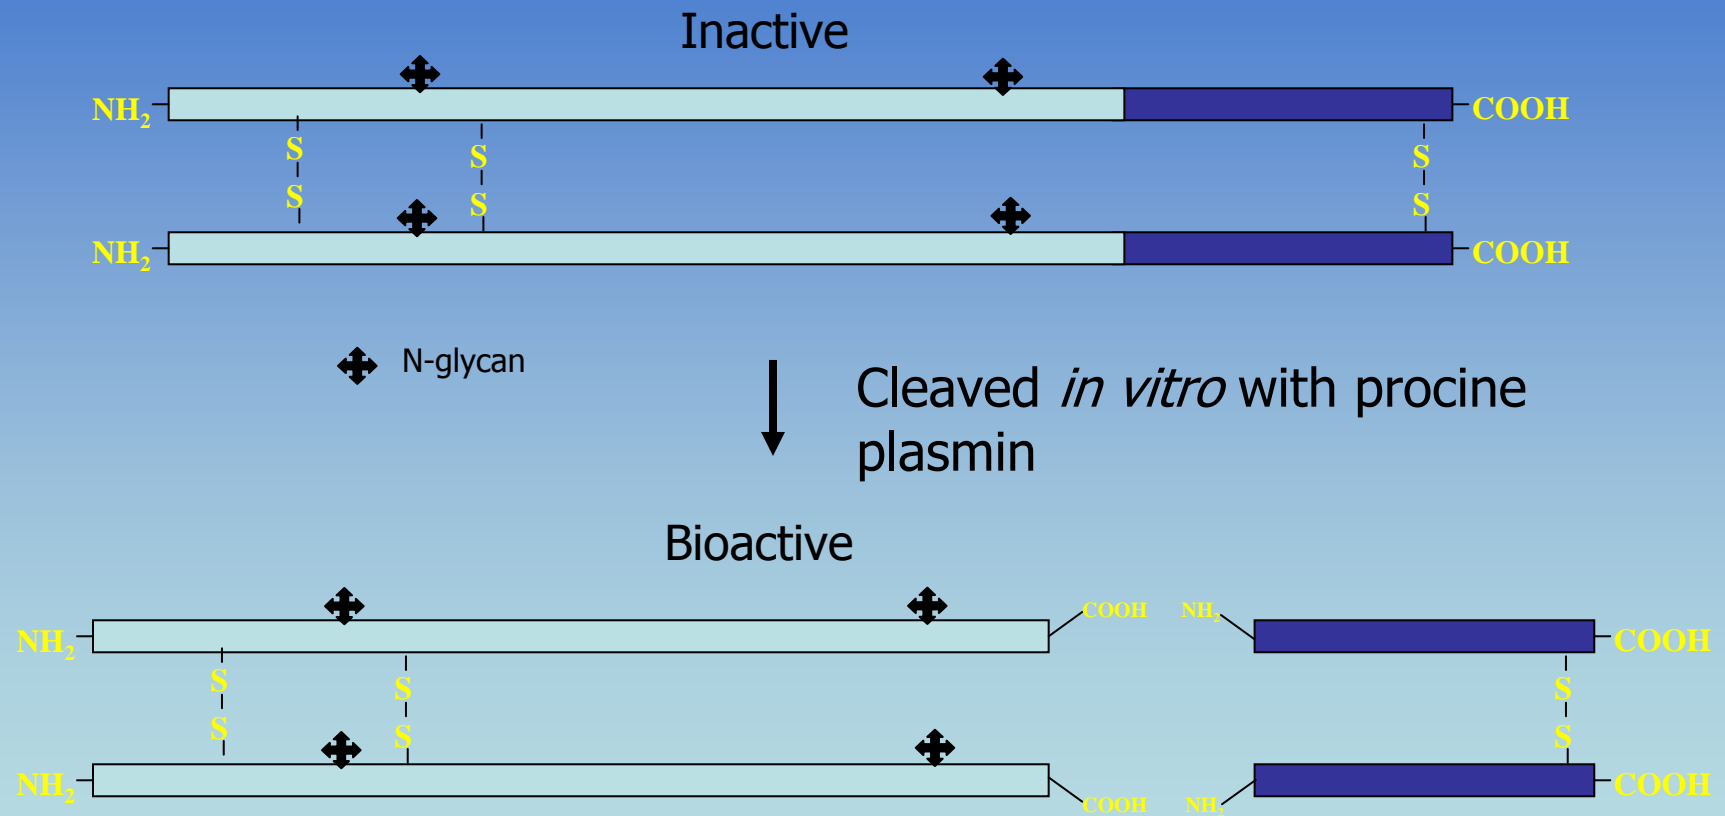 Inactive
NH₂ COOH
S S S
S S S
NH₂ COOH
N-glycan
Cleaved in vitro with procine
plasmin
Bioactive
NH₂ COOH NH₂ COOH
S S S
S S S
NH₂ COOH NH₂ COOH